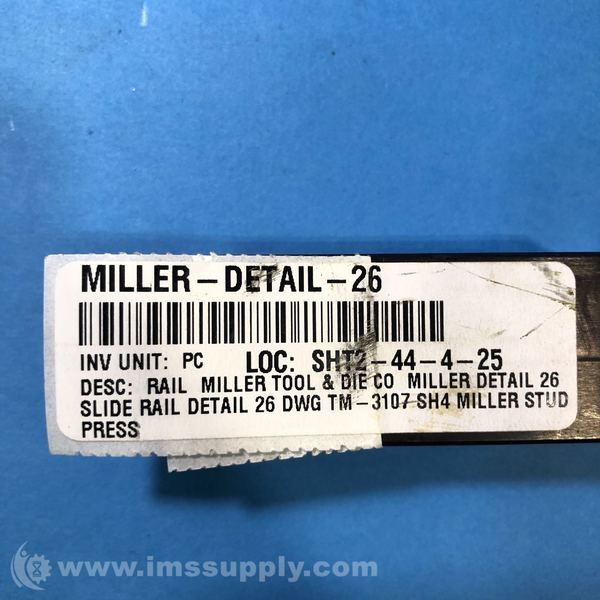 MILLER-DETAIL-26
INV UNIT: PC LOC: SHT2-44-4-25
DESC: RAIL MILLER TOOL & DIE CO MILLER DETAIL 26
SLIDE RAIL DETAIL 26 DWG TM-3107 SH4 MILLER STUD
PRESS
www.imssupply.com